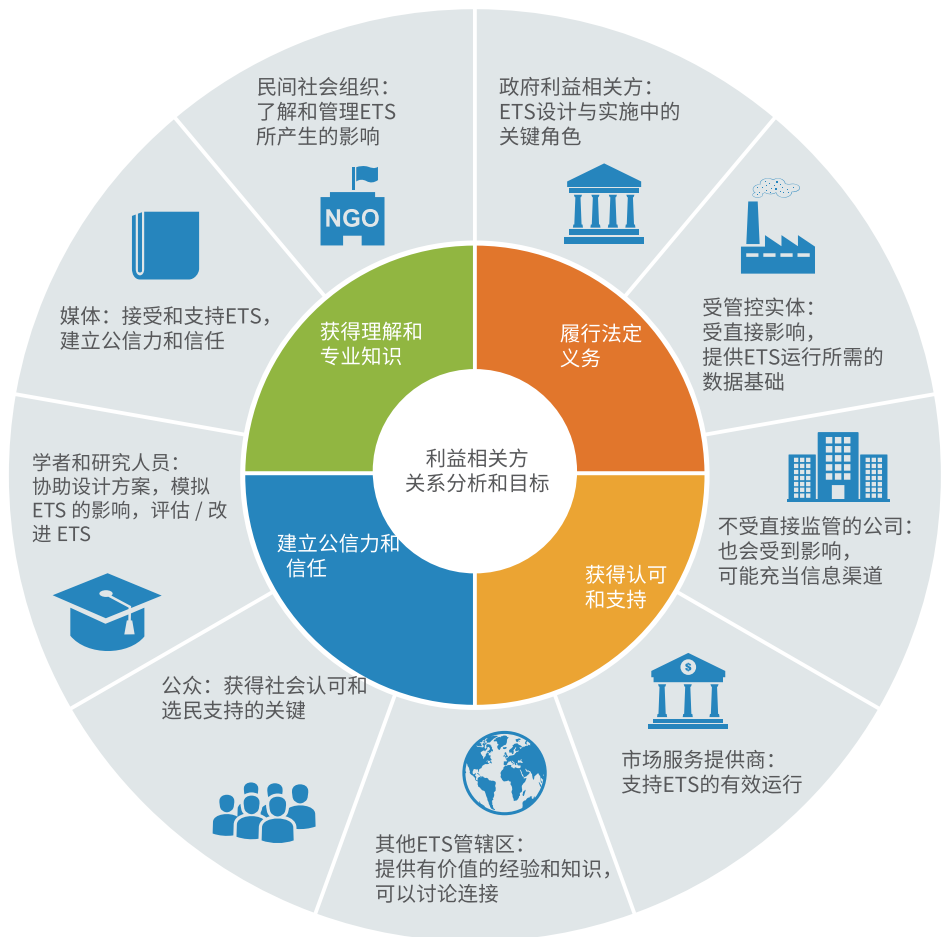 民间社会组织：
了解和管理ETS
所产生的影响
NGO
政府利益相关方：
ETS设计与实施中的
关键角色
受管控实体：
受直接影响，
提供ETS运行所需的
数据基础
不受直接监管的公司：
也会受到影响，
可能充当信息渠道
$
市场服务提供商：
支持ETS的有效运行
其他ETS管辖区：
提供有价值的经验和知识，
可以讨论连接
公众：获得社会认可和
选民支持的关键
学者和研究人员：
协助设计方案，模拟
ETS 的影响，评估 / 改
进 ETS
媒体：接受和支持ETS，
建立公信力和信任
获得理解和
专业知识
履行法定
义务
获得认可
和支持
建立公信力和
信任
利益相关方
关系分析和目标